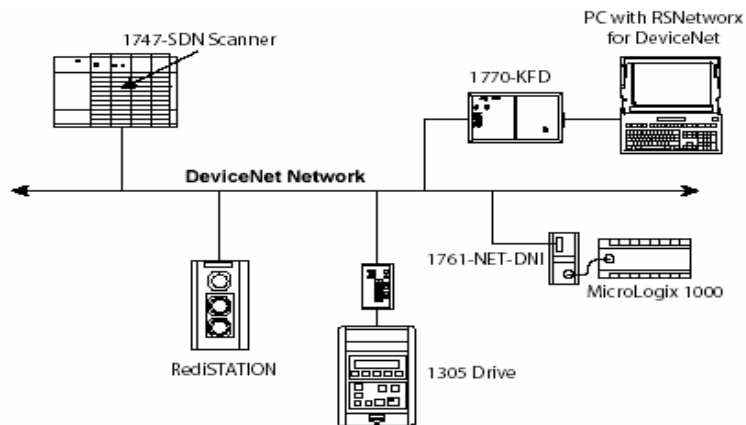 1747-SDN Scanner
PC with RSNetworx
for DeviceNet
1770-KFD
DeviceNet Network
1761-NET-DNI
MicroLogix 1000
RediSTATION
1305 Drive